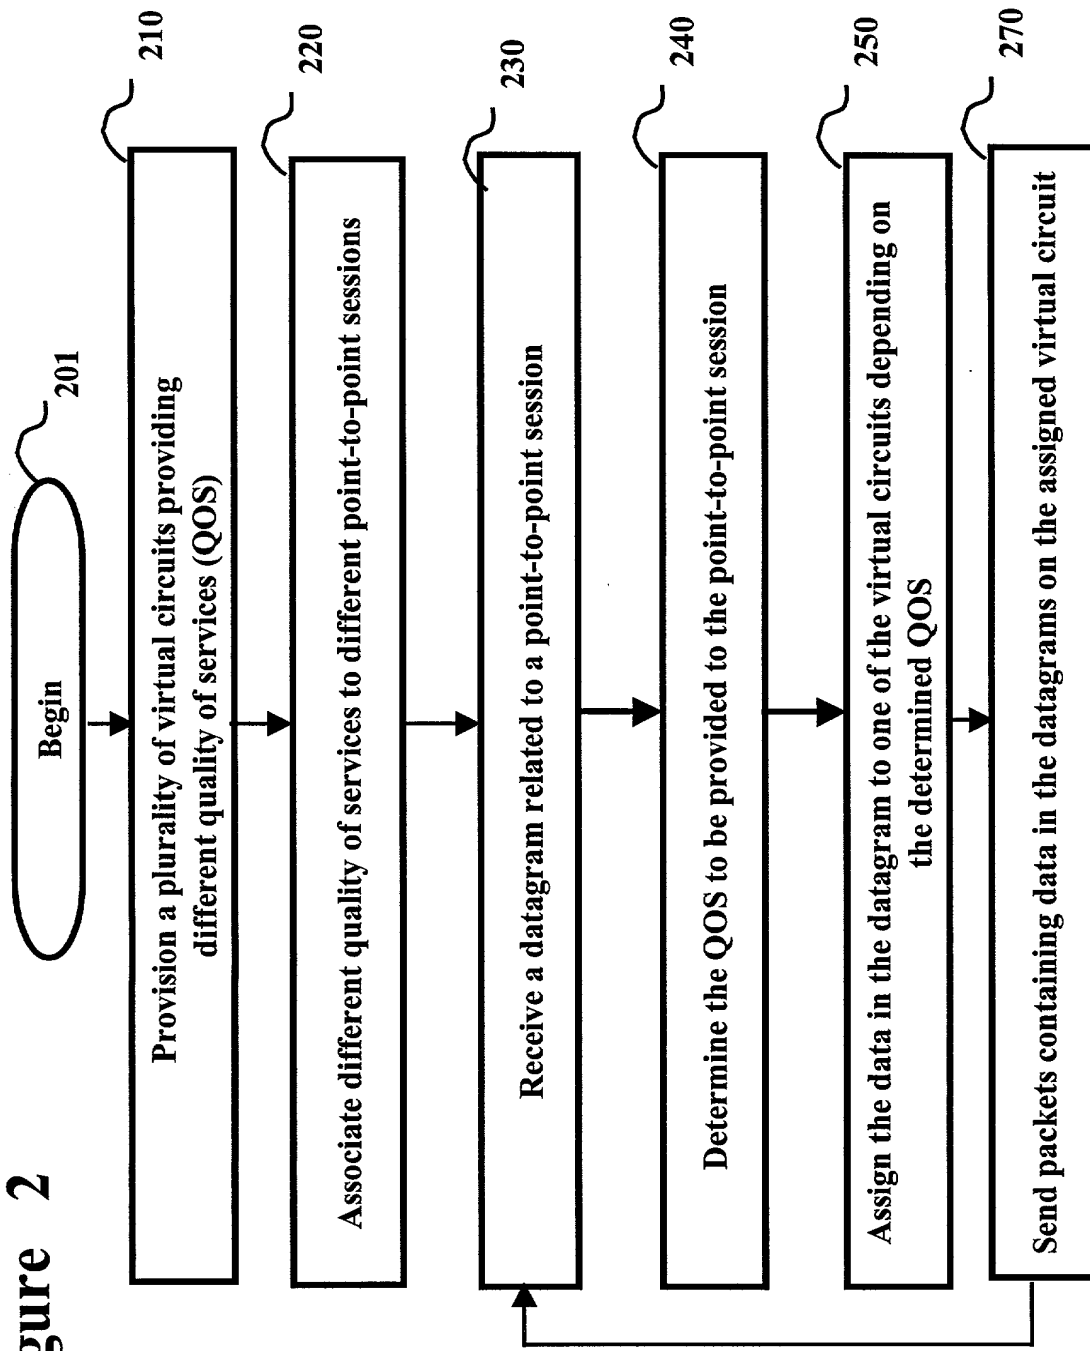 gure 2
Begin
201
Provision a plurality of virtual circuits providing
different quality of services (QOS)
210
Associate different quality of services to different point-to-point sessions
220
Receive a datagram related to a point-to-point session
230
Determine the QOS to be provided to the point-to-point session
240
Assign the data in the datagram to one of the virtual circuits depending on
the determined QOS
250
Send packets containing data in the datagrams on the assigned virtual circuit
270